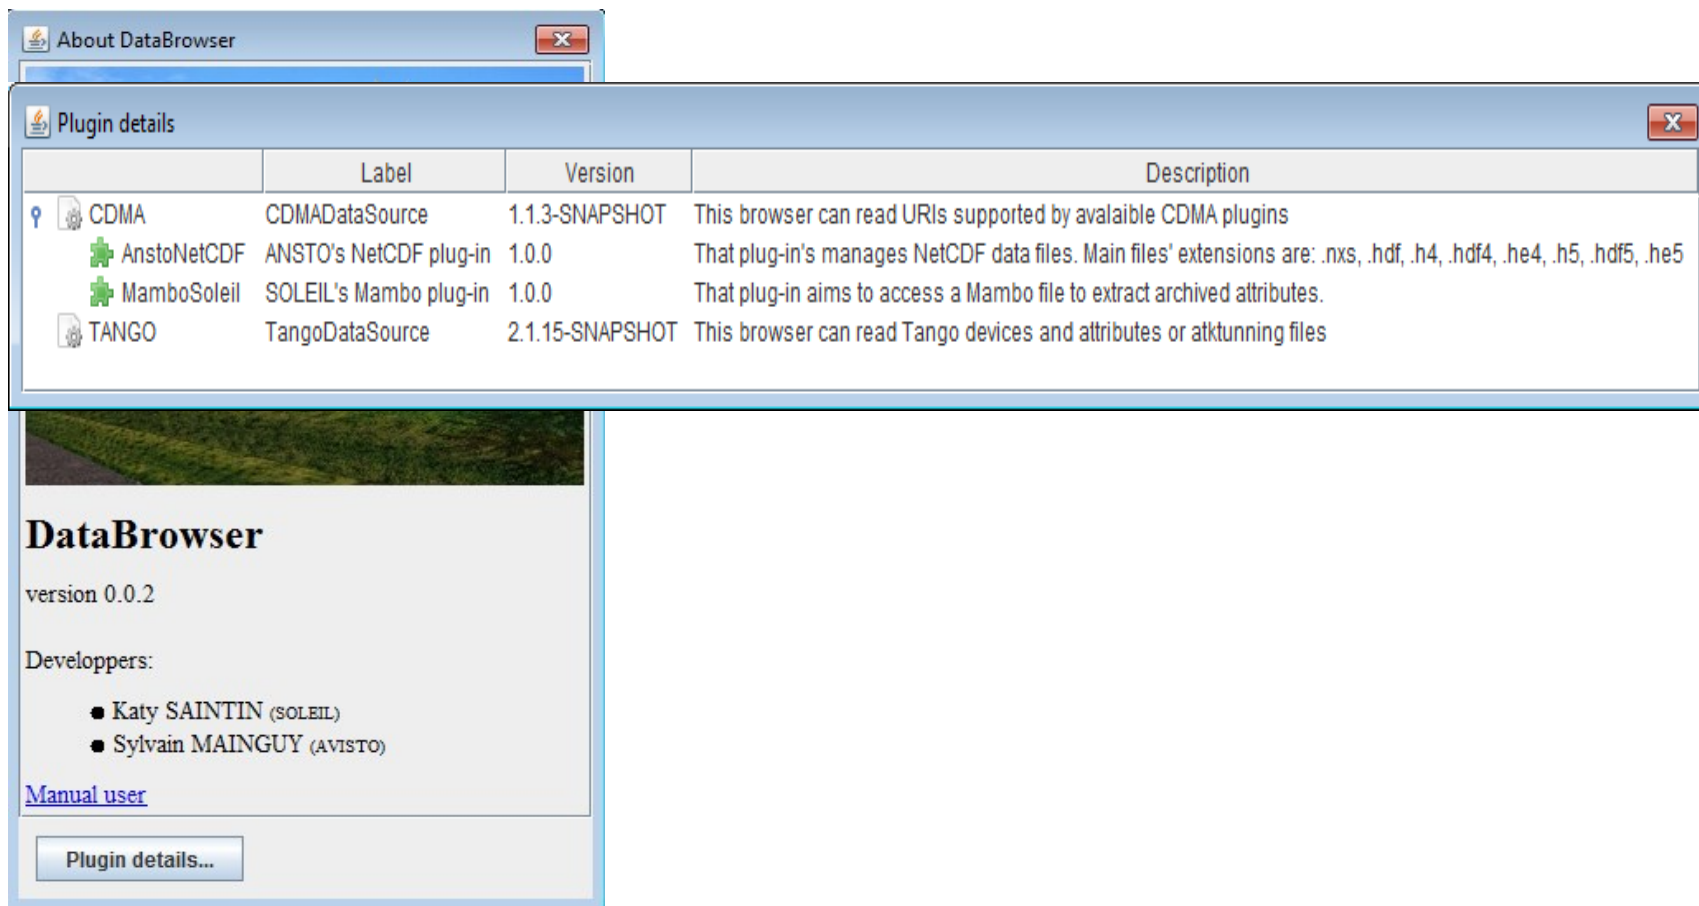 About DataBrowser
Plugin details
Label Version Description
CDMA CDMADataSource 1.1.3-SNAPSHOT This browser can read URIs supported by avalaible CDMA plugins
AnstoNetCDF ANSTO's NetCDF plug-in 1.0.0 That plug-in's manages NetCDF data files. Main files' extensions are: .nxs, .hdf, .h4, .hdf4, .he4, .h5, .hdf5, .he5
MamboSoleil SOLEIL's Mambo plug-in 1.0.0 That plug-in aims to access a Mambo file to extract archived attributes.
TANGO TangoDataSource 2.1.15-SNAPSHOT This browser can read Tango devices and attributes or atktunning files
DataBrowser
version 0.0.2
Developpers:
Katy SAINTIN (SOLEIL)
Sylvain MAINGUY (AVISTO)
Manual user
Plugin details...